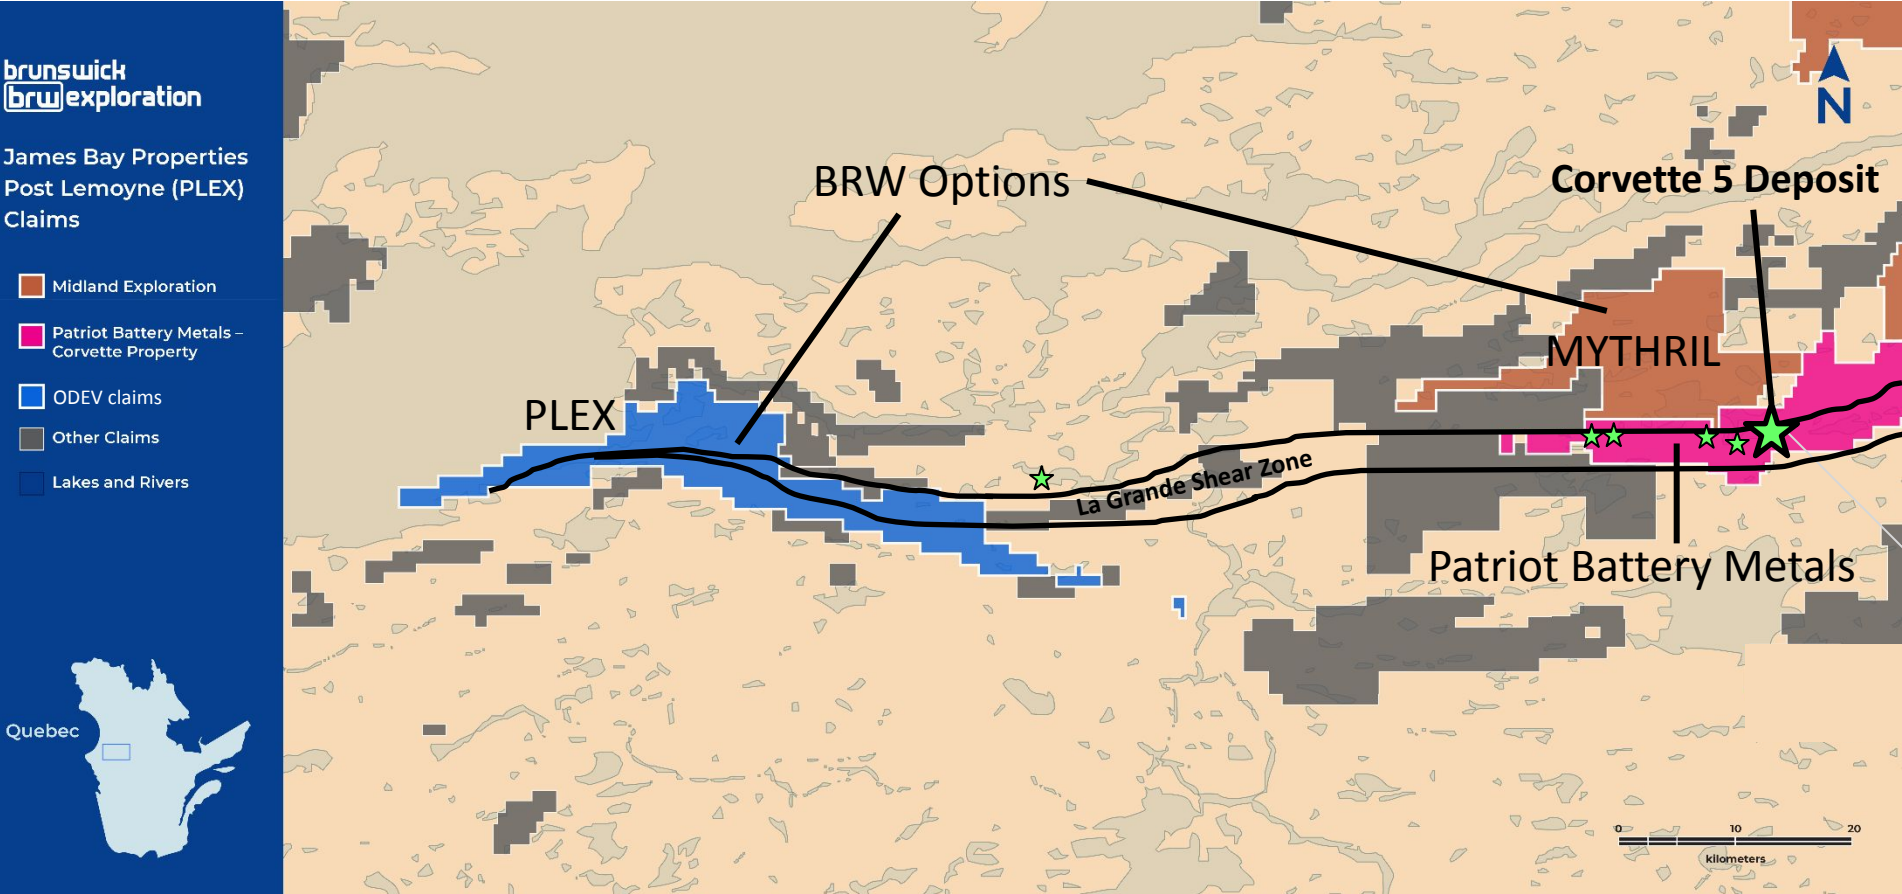 brunswick
brw exploration
James Bay Properties
Post Lemoyne (PLEX)
Claims
Midland Exploration
Patriot Battery Metals –
Corvette Property
ODEV claims
Other Claims
Lakes and Rivers
Quebec
BRW Options
Corvette 5 Deposit
N
MYTHRIL
PLEX
La Grande Shear Zone
Patriot Battery Metals
0 10 20
kilometers